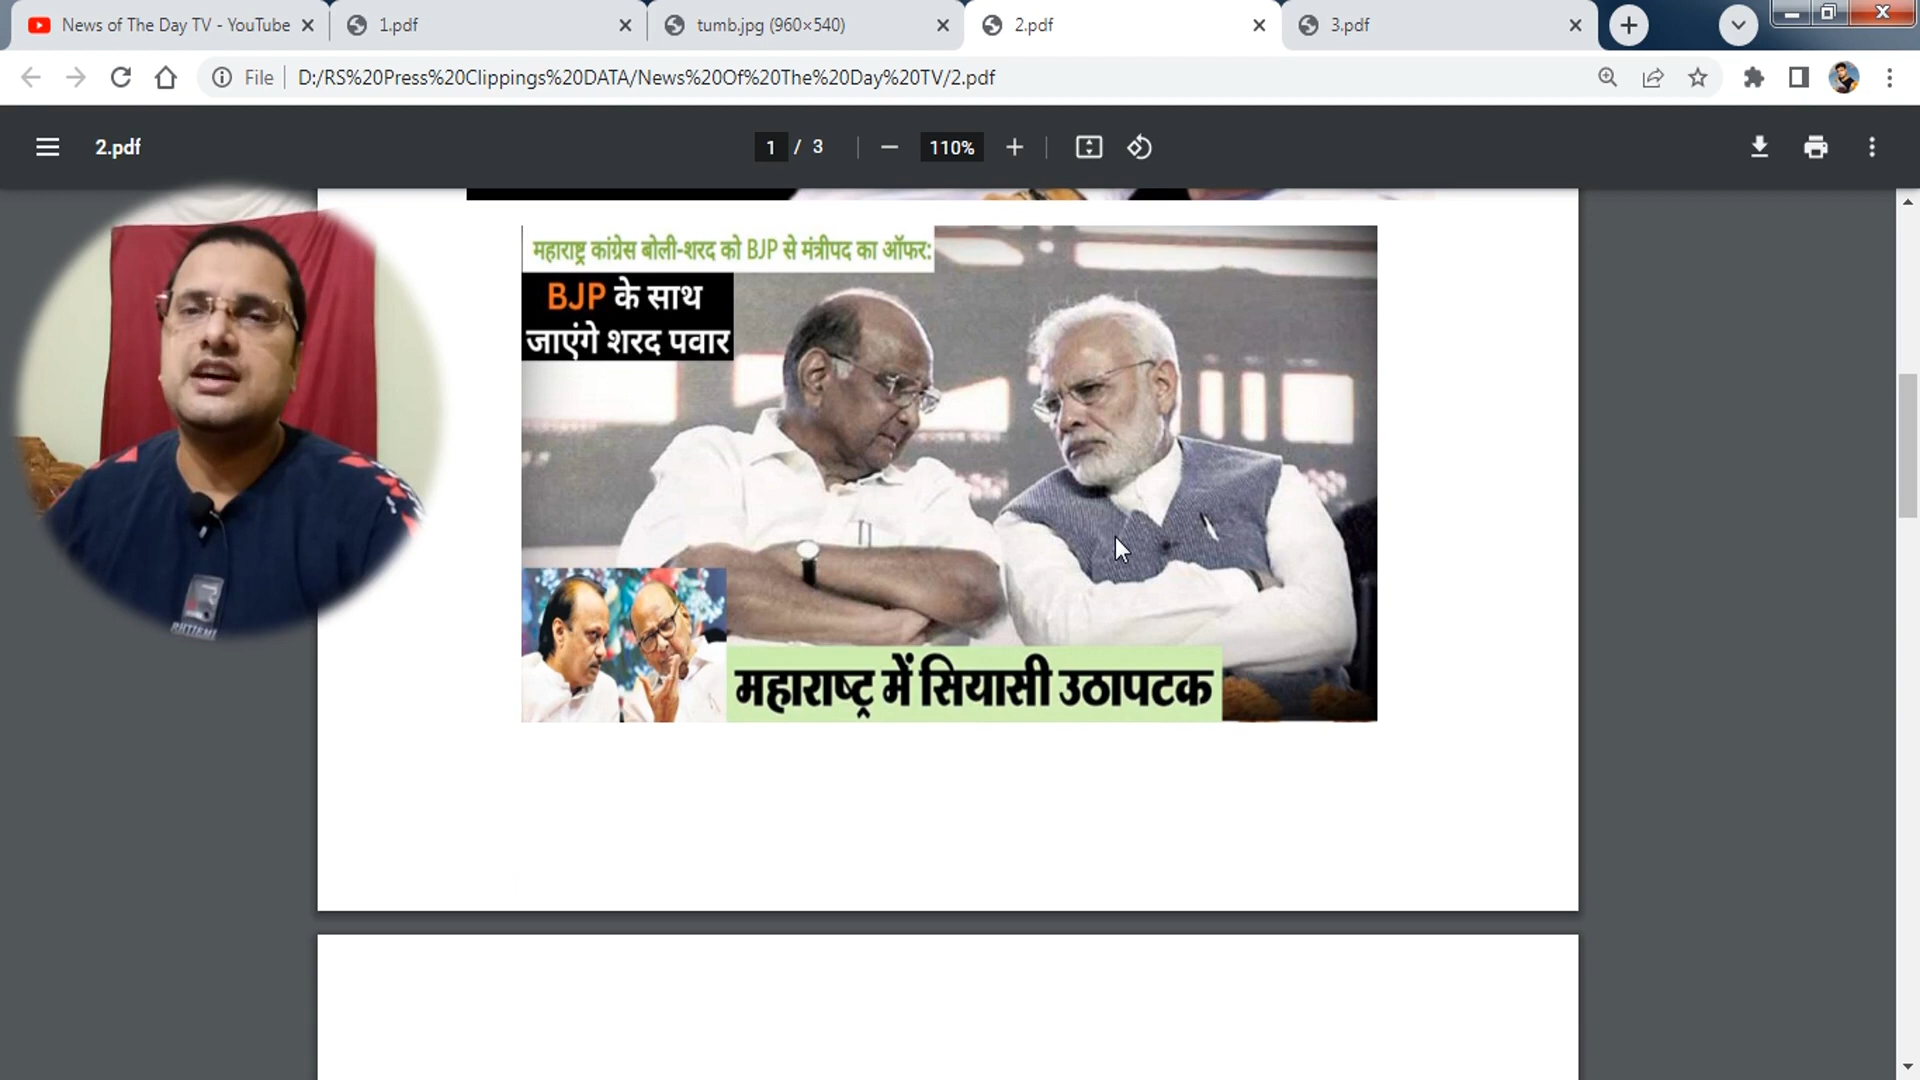 News of The Day TV - YouTube
1.pdf
tumb.jpg (960×540)
2.pdf
3.pdf
File
D:/RS%20Press%20Clippings%20DATA/News%20Of%20The%20Day%20TV/2.pdf
2.pdf
1 / 3
110%
महाराष्ट्र कांग्रेस बोली-शरद को BJP से मंत्रीपद का ऑफर:
BJP के साथ
जाएंगे शरद पवार
महाराष्ट्र में सियासी उठापटक